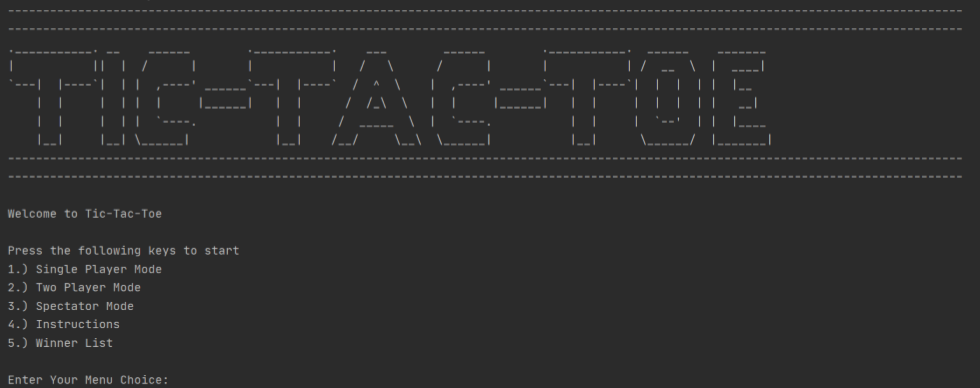 TIC-TAC-TOE
Welcome to Tic-Tac-Toe
Press the following keys to start
1.) Single Player Mode
2.) Two Player Mode
3.) Spectator Mode
4.) Instructions
5.) Winner List
Enter Your Menu Choice: